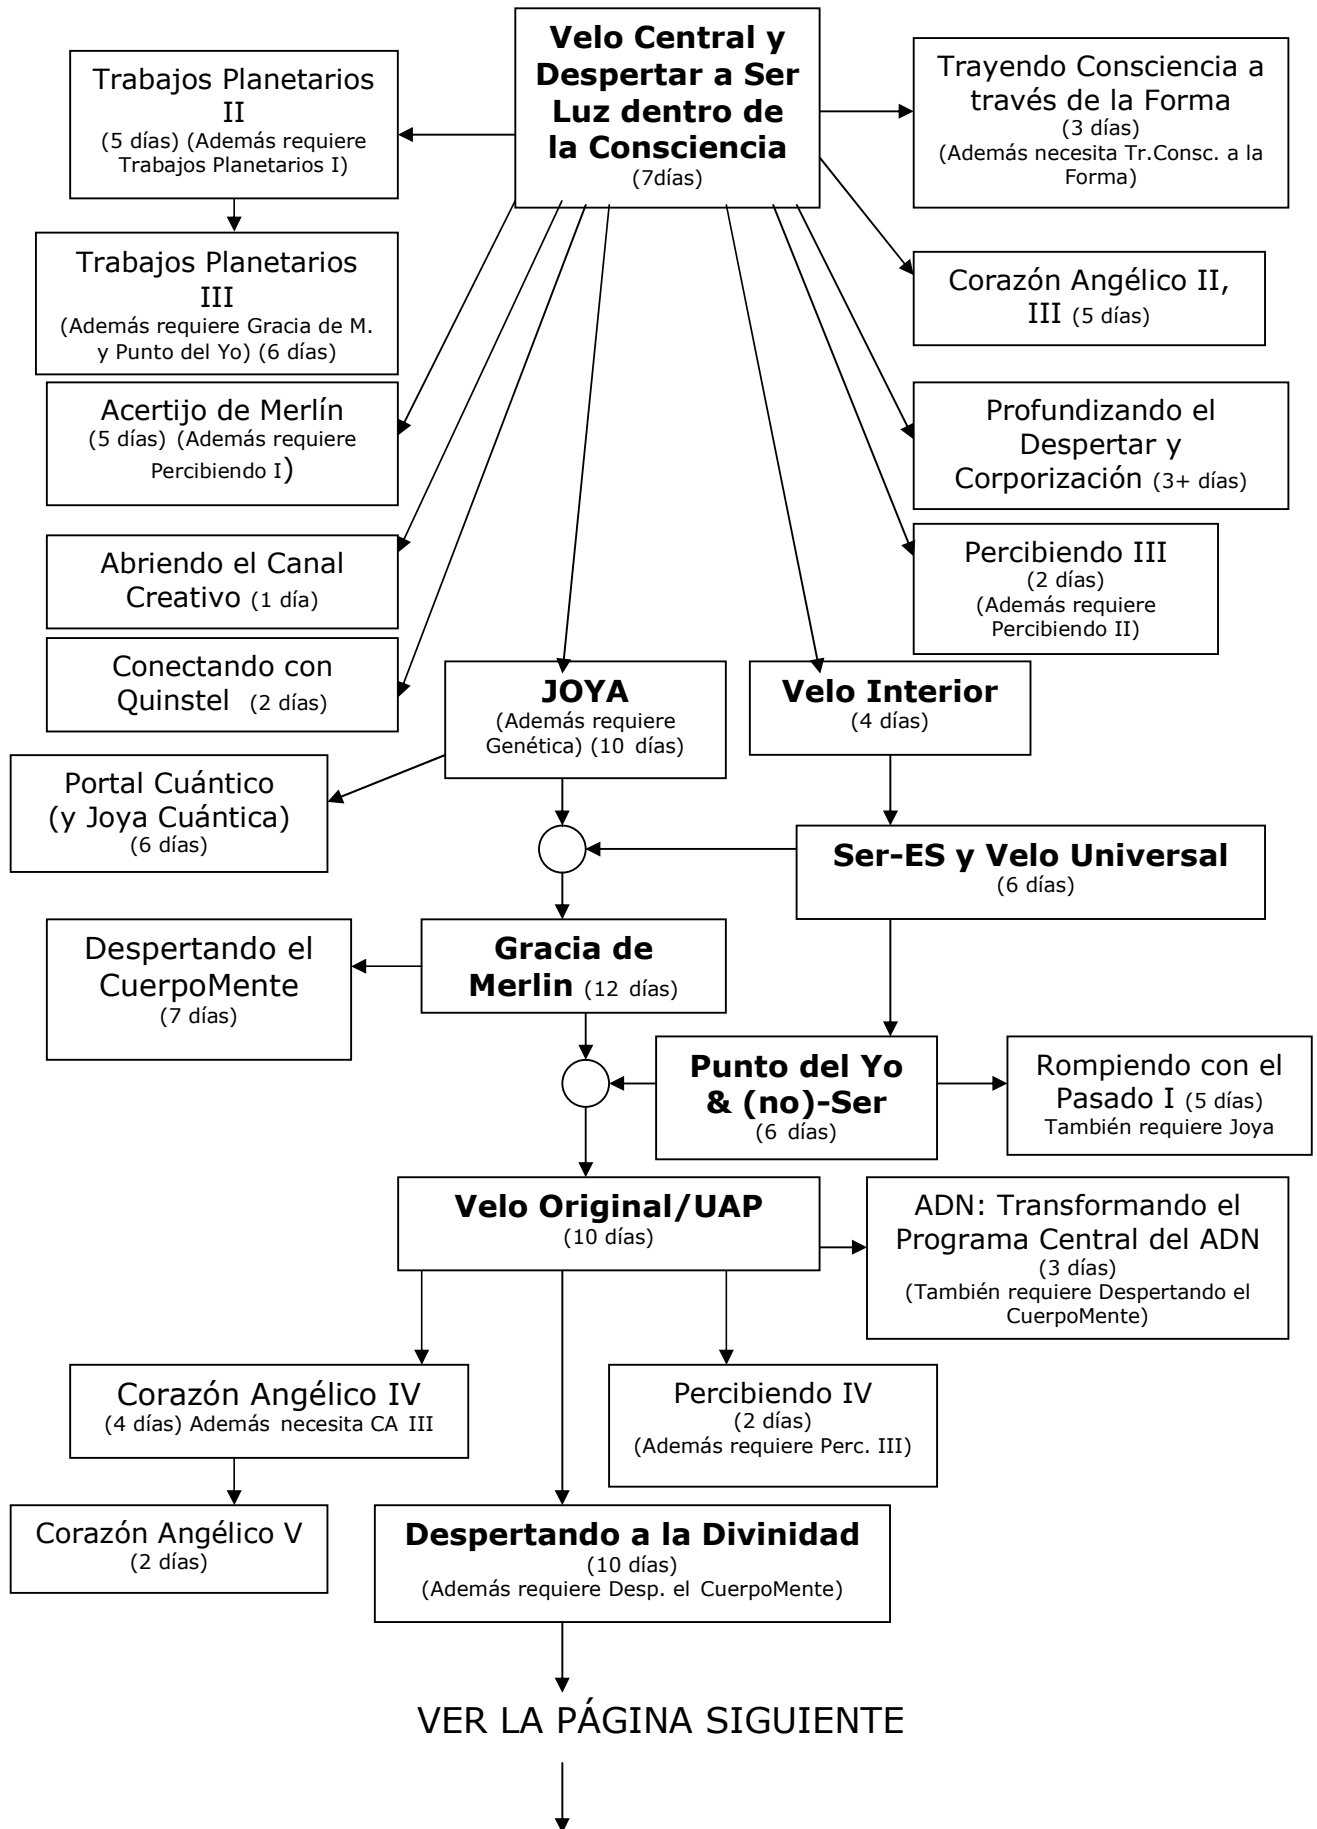 Velo Central y
Despertar a Ser
Luz dentro de
la Consciencia
(7días)
Trabajos Planetarios
II
(5 días) (Además requiere
Trabajos Planetarios I)
Trayendo Consciencia a
través de la Forma
(3 días)
(Además necesita Tr.Consc. a la
Forma)
Trabajos Planetarios
III
(Además requiere Gracia de M.
y Punto del Yo) (6 días)
Corazón Angélico II,
III (5 días)
Acertijo de Merlín
(5 días) (Además requiere
Percibiendo I)
Profundizando el
Despertar y
Corporización (3+ días)
Abriendo el Canal
Creativo (1 día)
Percibiendo III
(2 días)
(Además requiere
Percibiendo II)
Conectando con
Quinstel (2 días)
JOYA
(Además requiere
Genética) (10 días)
Velo Interior
(4 días)
Portal Cuántico
(y Joya Cuántica)
(6 días)
Ser-ES y Velo Universal
(6 días)
Despertando el
CuerpoMente
(7 días)
Gracia de
Merlin (12 días)
Punto del Yo
& (no)-Ser
(6 días)
Rompiendo con el
Pasado I (5 días)
También requiere Joya
Velo Original/UAP
(10 días)
ADN: Transformando el
Programa Central del ADN
(3 días)
(También requiere Despertando el
CuerpoMente)
Corazón Angélico IV
(4 días) Además necesita CA III
Percibiendo IV
(2 días)
(Además requiere Perc. III)
Corazón Angélico V
(2 días)
Despertando a la Divinidad
(10 días)
(Además requiere Desp. el CuerpoMente)
VER LA PÁGINA SIGUIENTE